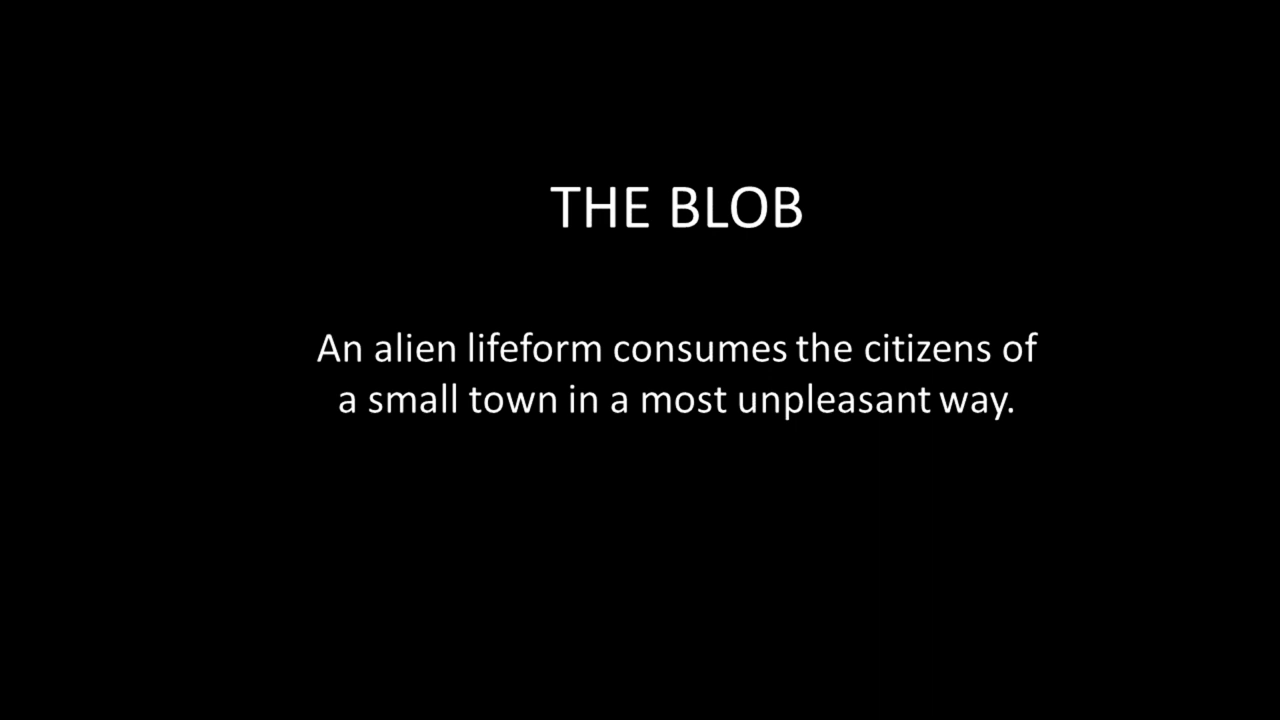 THE BLOB
An alien lifeform consumes the citizens of
a small town in a most unpleasant way.